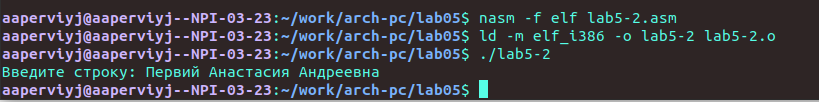 aaperviyj@aaperviyj--NPI-03-23:~/work/arch-pc/lab05$ nasm -f elf lab5-2.asm
aaperviyj@aaperviyj--NPI-03-23:~/work/arch-pc/lab05$ ld -m elf_i386 -o lab5-2 lab5-2.o
aaperviyj@aaperviyj--NPI-03-23:~/work/arch-pc/lab05$ ./lab5-2
Введите строку: Первий Анастасия Андреевна
aaperviyj@aaperviyj--NPI-03-23:~/work/arch-pc/lab05$